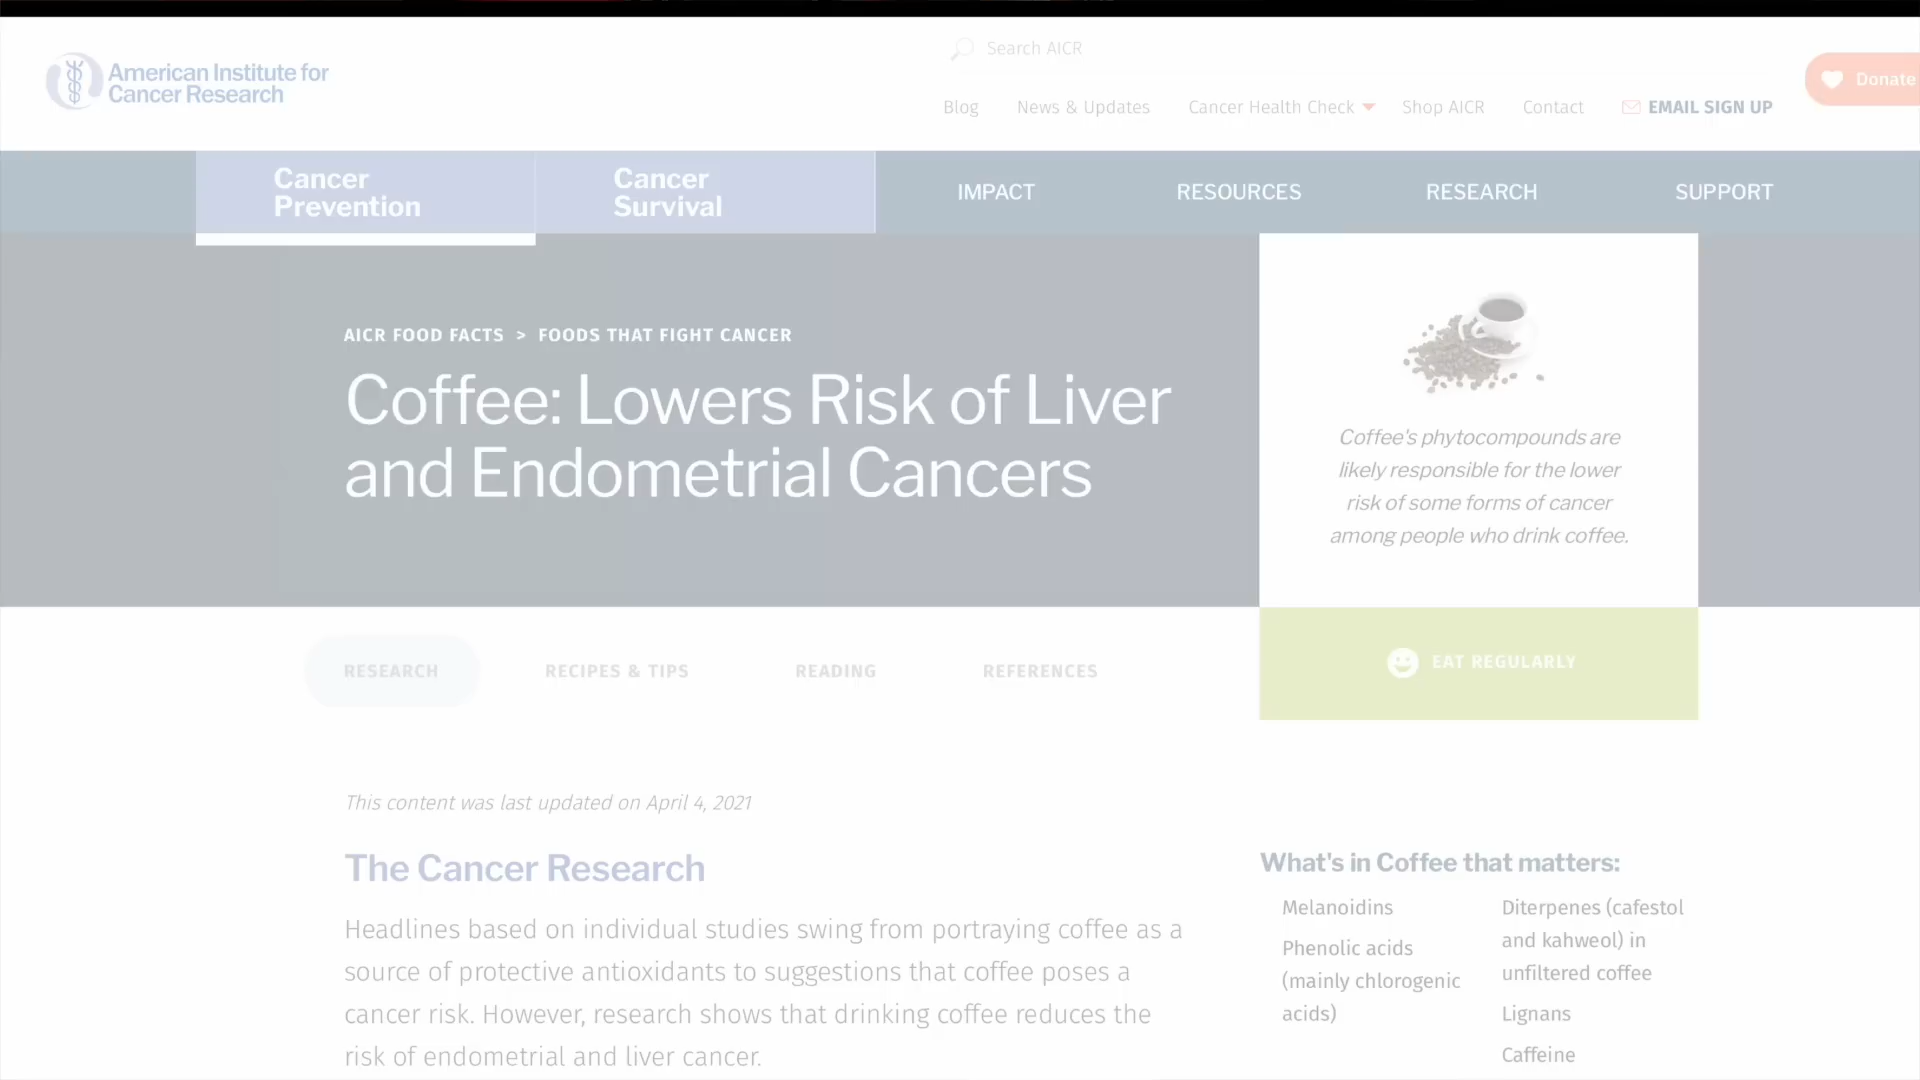 American Institute for
Cancer Research
Search AICR
Blog
News & Updates
Cancer Health Check
Shop AICR
Contact
EMAIL SIGN UP
Donate
Cancer
Prevention
Cancer
Survival
IMPACT
RESOURCES
RESEARCH
SUPPORT
AICR FOOD FACTS > FOODS THAT FIGHT CANCER
Coffee: Lowers Risk of Liver
and Endometrial Cancers
Coffee's phytocompounds are
likely responsible for the lower
risk of some forms of cancer
among people who drink coffee.
EAT REGULARLY
RESEARCH
RECIPES & TIPS
READING
REFERENCES
This content was last updated on April 4, 2021
The Cancer Research
Headlines based on individual studies swing from portraying coffee as a
source of protective antioxidants to suggestions that coffee poses a
cancer risk. However, research shows that drinking coffee reduces the
risk of endometrial and liver cancer.
What's in Coffee that matters:
Melanoidins
Phenolic acids
(mainly chlorogenic
acids)
Diterpenes (cafestol
and kahweol) in
unfiltered coffee
Lignans
Caffeine